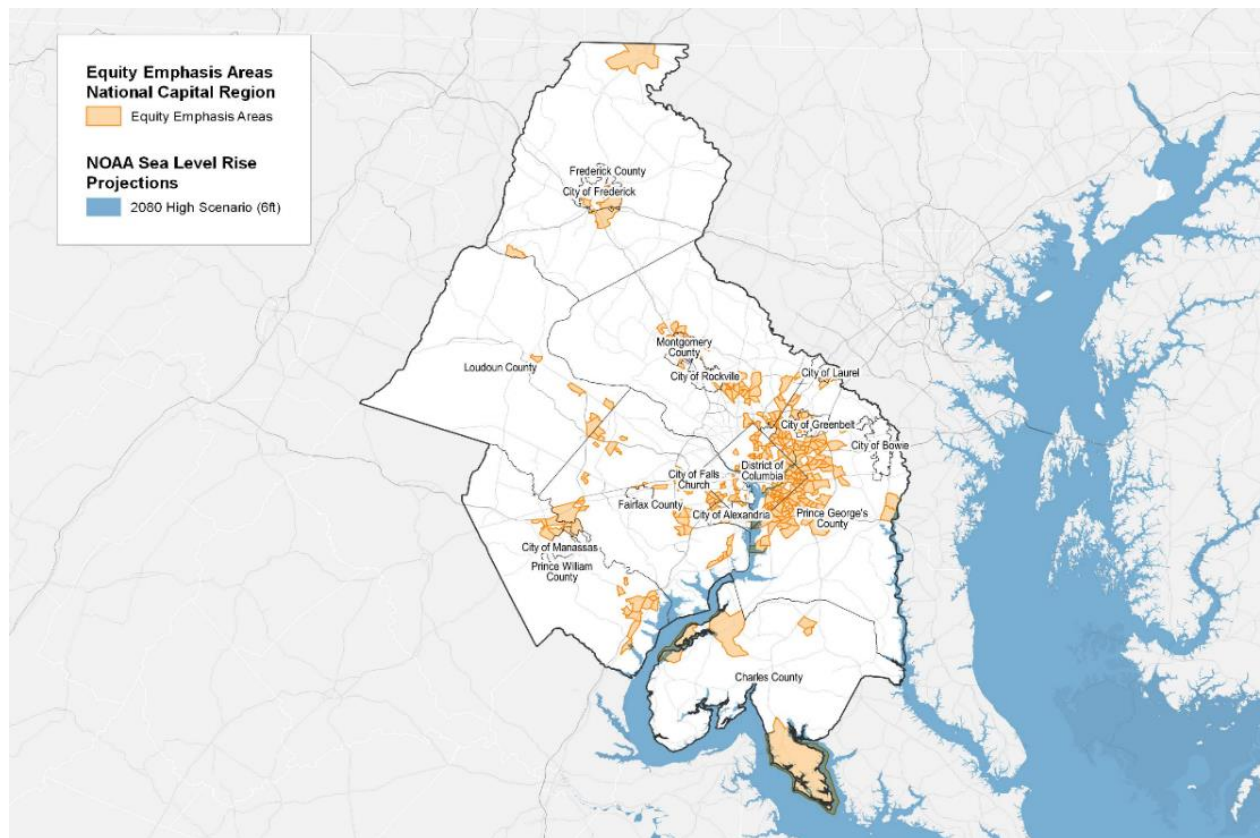 Equity Emphasis Areas
National Capital Region
Equity Emphasis Areas
NOAA Sea Level Rise
Projections
2080 High Scenario (6ft)
Frederick County
City of Frederick
Montgomery
County
City of Rockville
City of Laurel
Loudoun County
City of Greenbelt
City of Bowie
City of Falls
Church
District of
Columbia
Fairfax County
City of Alexandria
Prince George's
County
City of Manassas
Prince William
County
Charles County